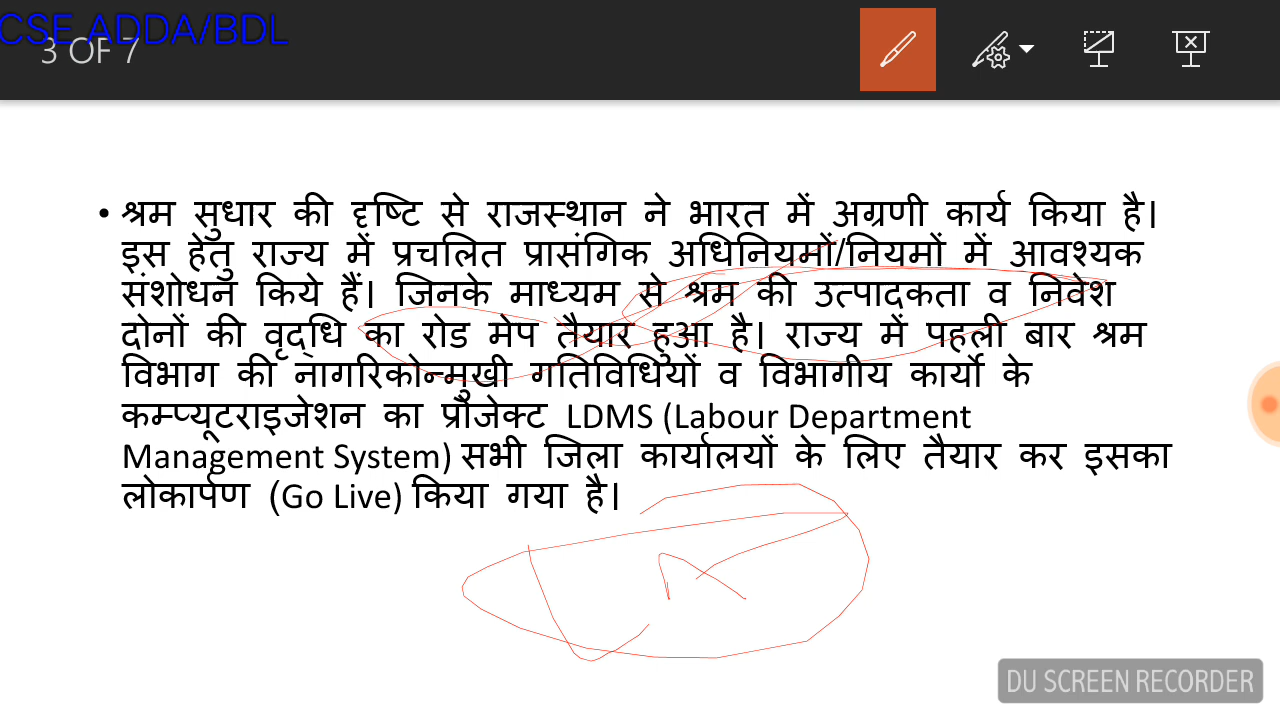 CSE ADDA/BDL
3 OF 7
• श्रम सुधार की दृष्टि से राजस्थान ने भारत में अग्रणी कार्य किया है।
इस हेतु राज्य में प्रचलित प्रासंगिक अधिनियमों/नियमों में आवश्यक
संशोधन किये हैं। जिनके माध्यम से श्रम की उत्पादकता व निवेश
दोनों की वृद्धि का रोड मेप तैयार हुआ है। राज्य में पहली बार श्रम
विभाग की नागरिकोन्मुखी गतिविधियों व विभागीय कार्यो के
कम्प्यूटराइजेशन का प्रोजेक्ट LDMS (Labour Department
Management System) सभी जिला कार्यालयों के लिए तैयार कर इसका
लोकार्पण (Go Live) किया गया है।
DU SCREEN RECORDER